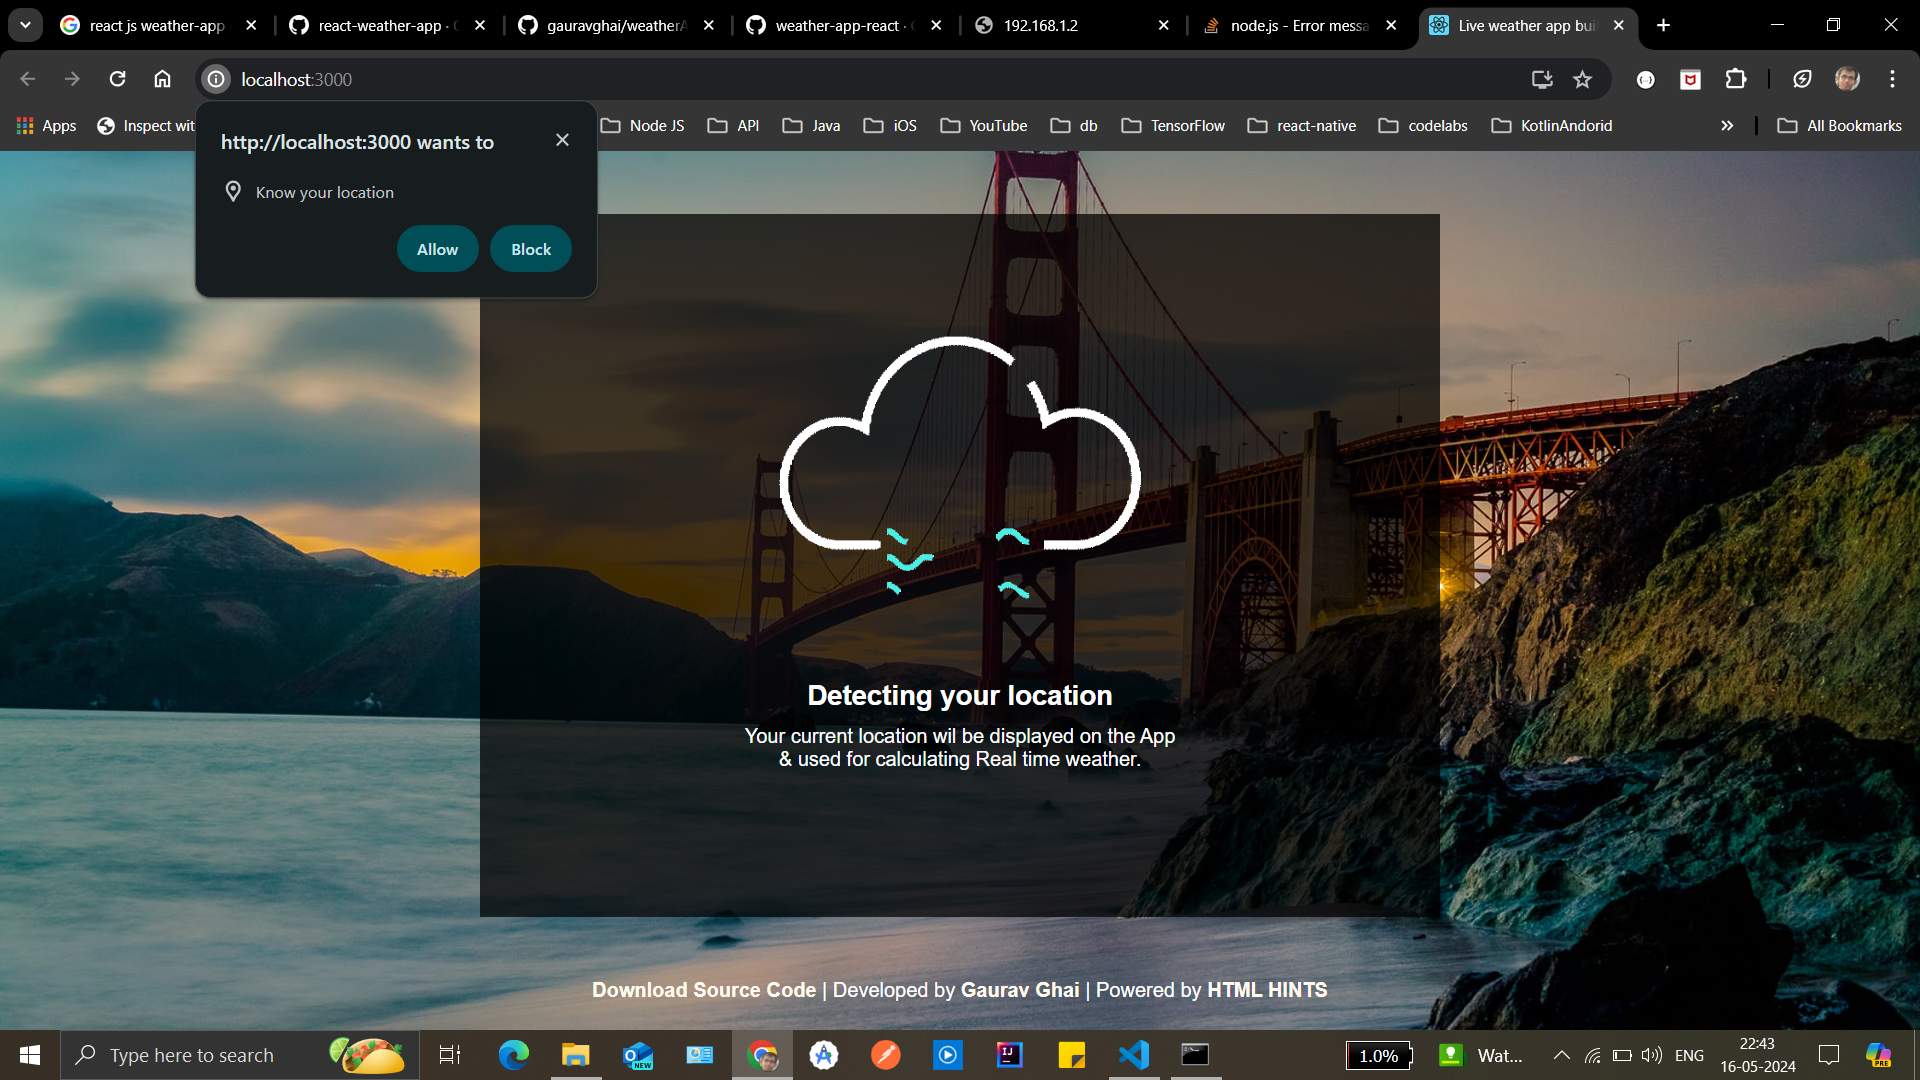 react js weather-app
react-weather-app ·
gauravghai/weatherA
weather-app-react ·
192.168.1.2
node.js - Error messa
Live weather app bui
localhost:3000
Apps
Inspect wit
Node JS
API
Java
iOS
YouTube
db
TensorFlow
react-native
codelabs
KotlinAndorid
All Bookmarks
http://localhost:3000 wants to
Know your location
Allow
Block
Detecting your location
Your current location wil be displayed on the App
& used for calculating Real time weather.
Download Source Code | Developed by Gaurav Ghai | Powered by HTML HINTS
Type here to search
NEW
1.0%
Wat...
ENG
22:43
16-05-2024
PRE